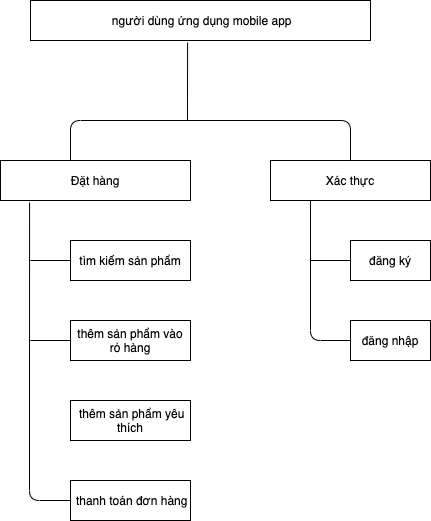 người dùng ứng dụng mobile app
Đặt hàng
Xác thực
tìm kiếm sản phẩm
đăng ký
thêm sản phẩm vào
rỏ hàng
đăng nhập
thêm sản phẩm yêu
thích
thanh toán đơn hàng